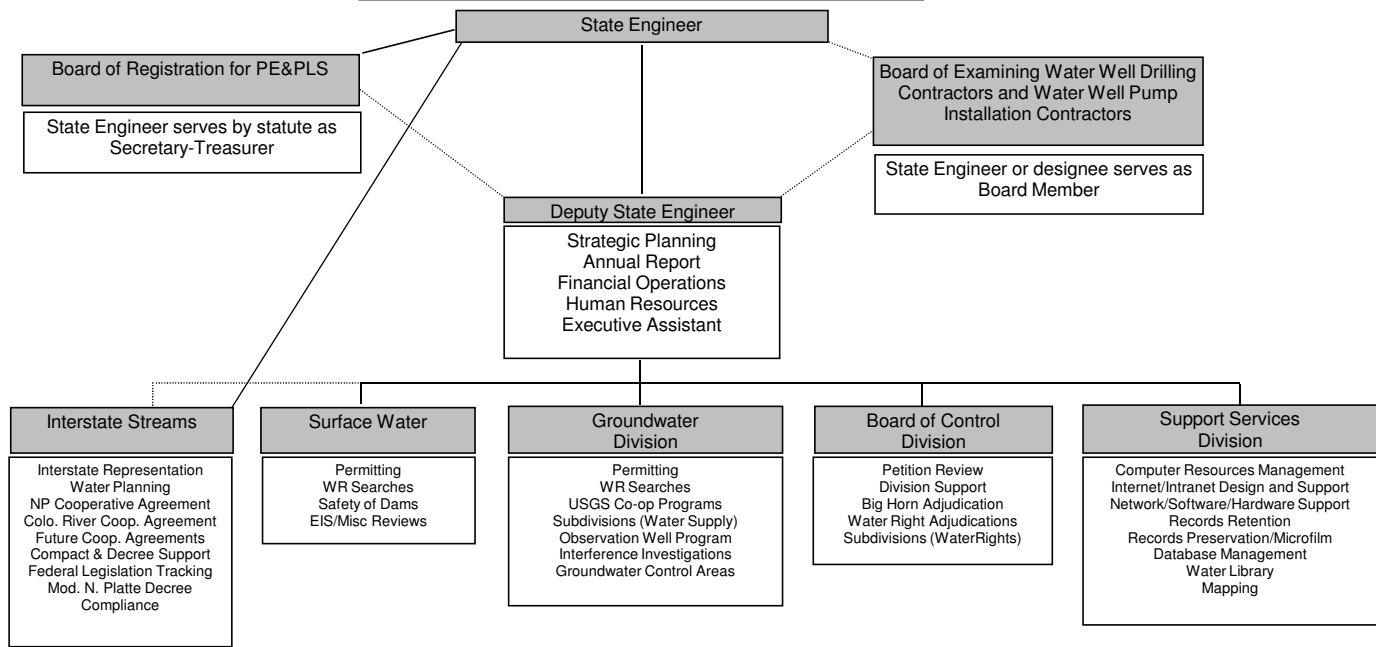 State Engineer
Board of Registration for PE&PLS
State Engineer serves by statute as
Secretary-Treasurer
Board of Examining Water Well Drilling
Contractors and Water Well Pump
Installation Contractors
State Engineer or designee serves as
Board Member
Deputy State Engineer
Strategic Planning
Annual Report
Financial Operations
Human Resources
Executive Assistant
Interstate Streams
Interstate Representation
Water Planning
NP Cooperative Agreement
Colo. River Coop. Agreement
Future Coop. Agreements
Compact & Decree Support
Federal Legislation Tracking
Mod. N. Platte Decree
Compliance
Surface Water
Permitting
WR Searches
Safety of Dams
EIS/Misc Reviews
Groundwater
Division
Permitting
WR Searches
USGS Co-op Programs
Subdivisions (Water Supply)
Observation Well Program
Interference Investigations
Groundwater Control Areas
Board of Control
Division
Petition Review
Division Support
Big Horn Adjudication
Water Right Adjudications
Subdivisions (WaterRights)
Support Services
Division
Computer Resources Management
Internet/Intranet Design and Support
Network/Software/Hardware Support
Records Retention
Records Preservation/Microfilm
Database Management
Water Library
Mapping